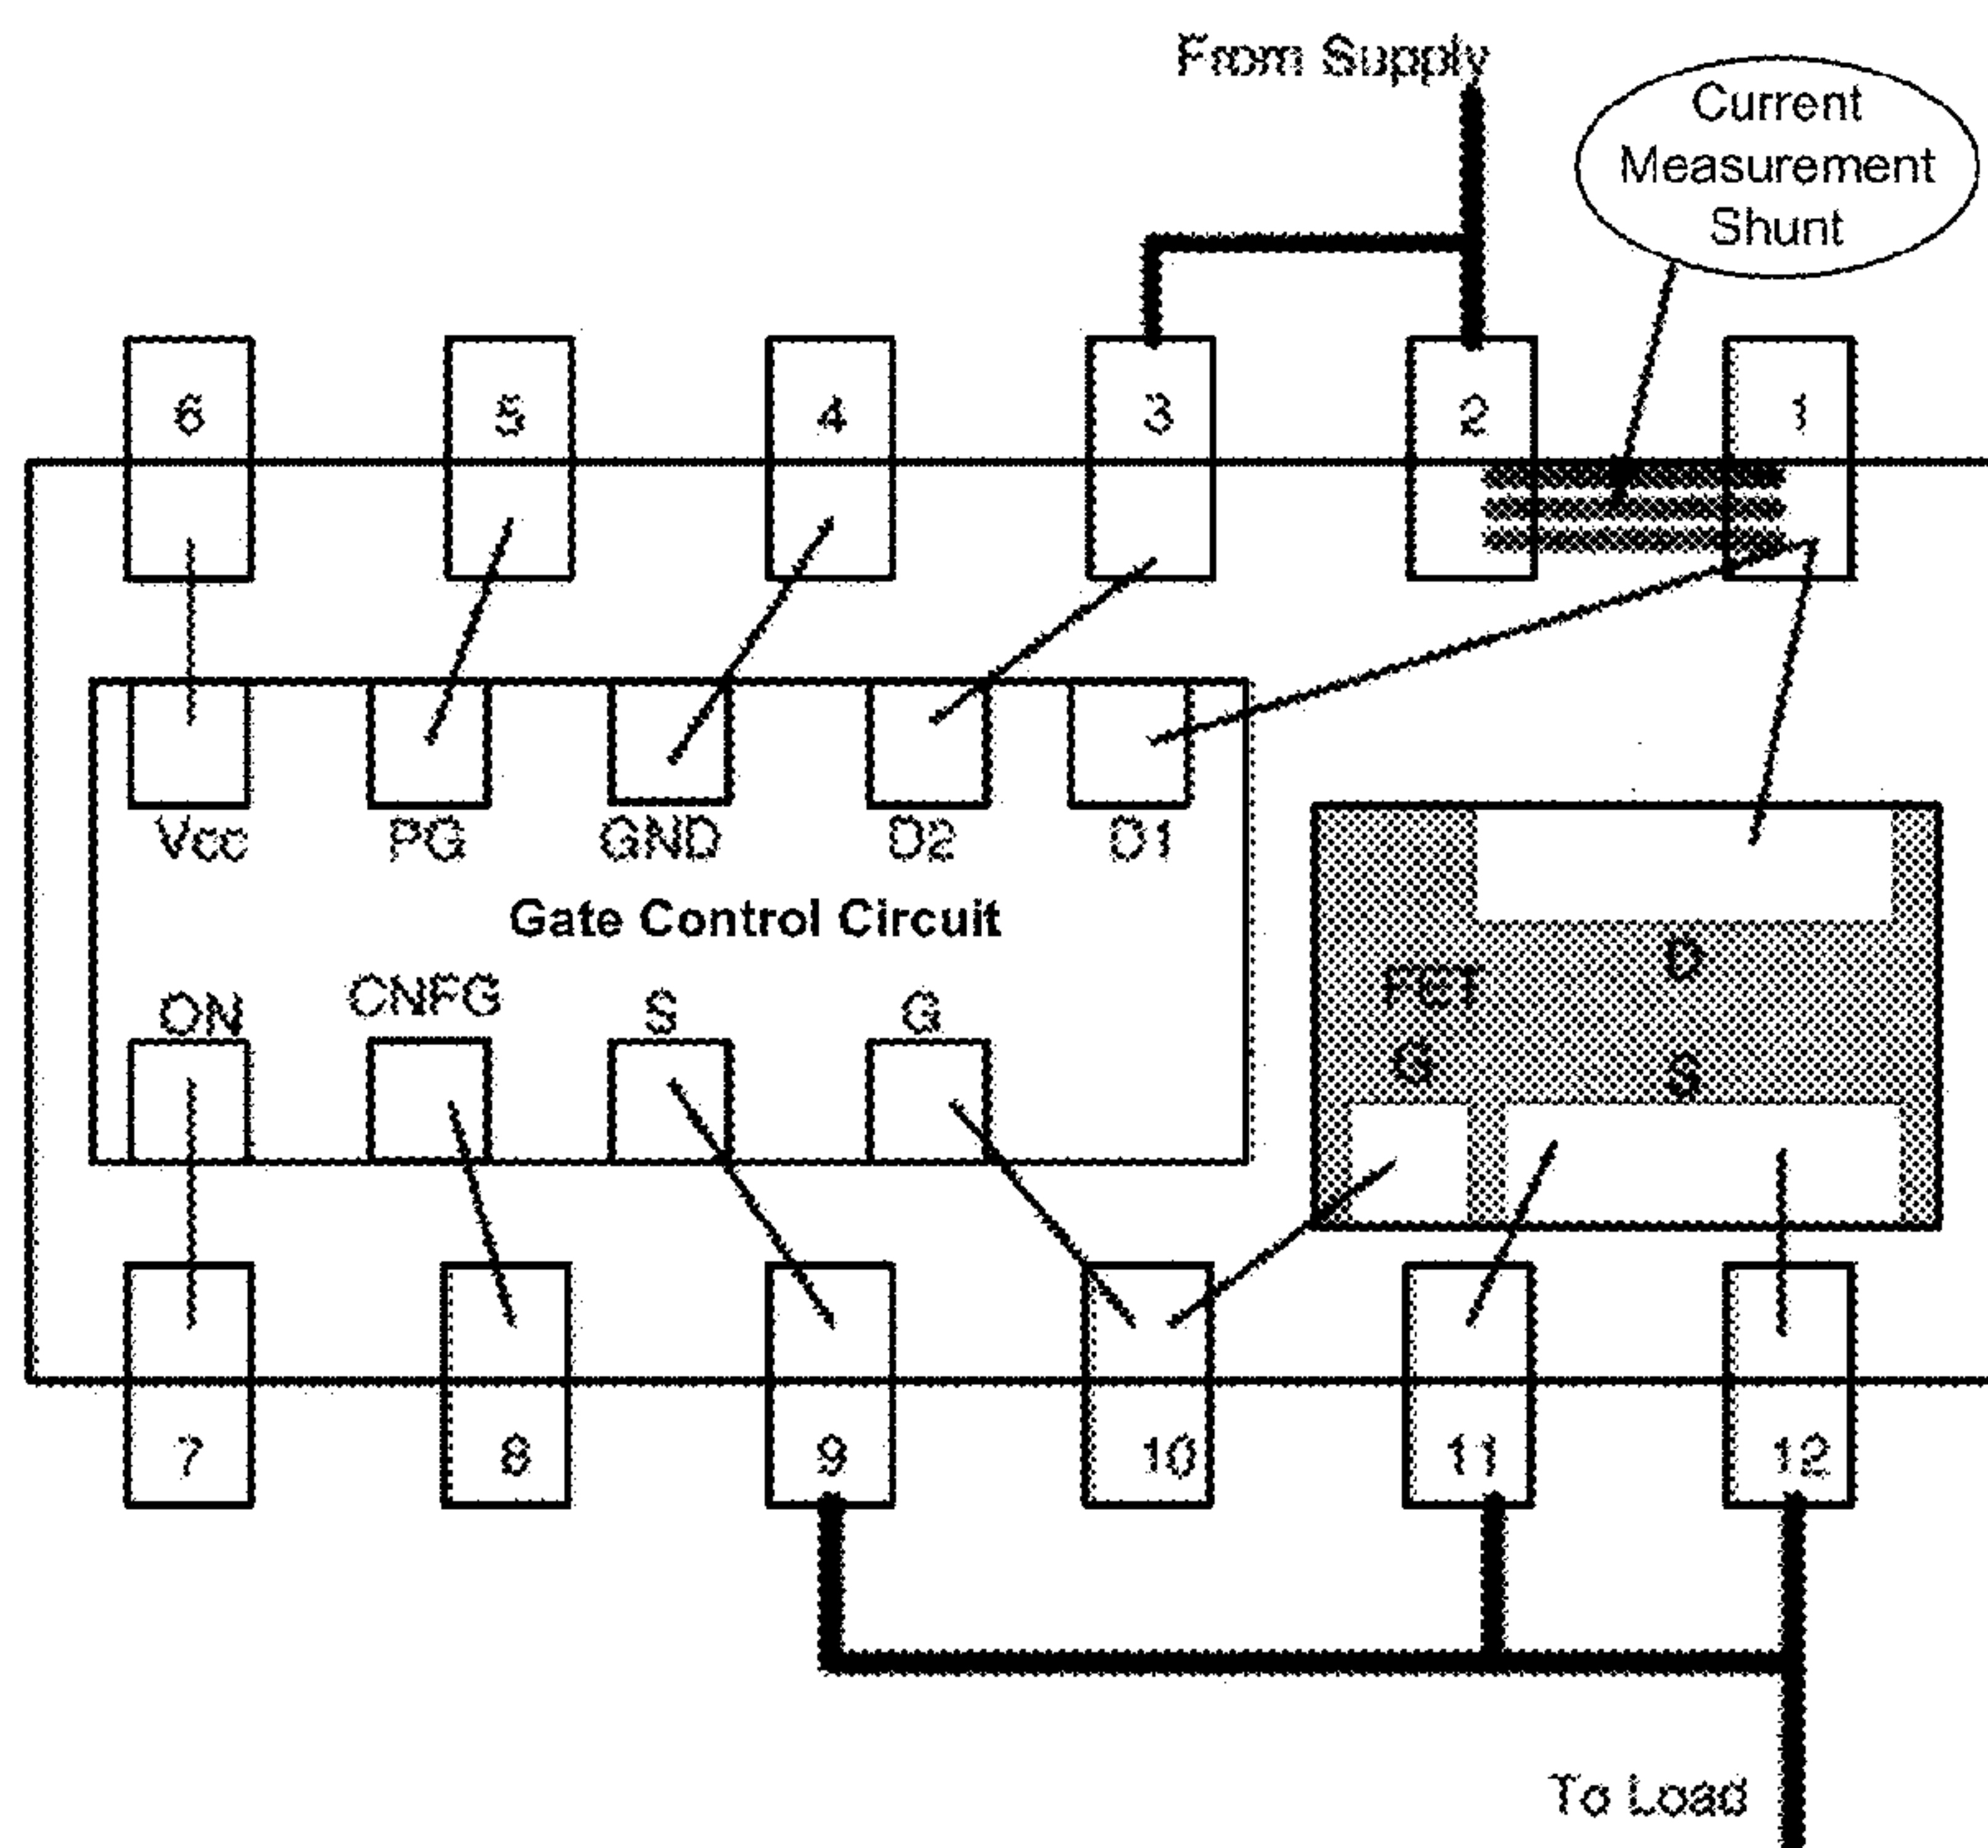 From Supply
Current
Measurement
Shunt
6
5
4
3
2
1
Vcc
PG
GND
D2
D1
Gate Control Circuit
ON
CNFG
S
G
D
FET
G
S
7
8
9
10
11
12
To Load